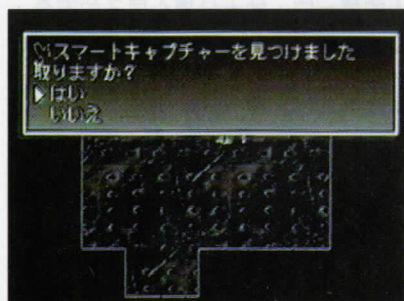 スマートキャプチャーを見つけました
取りますか？
▶はい
いいえ